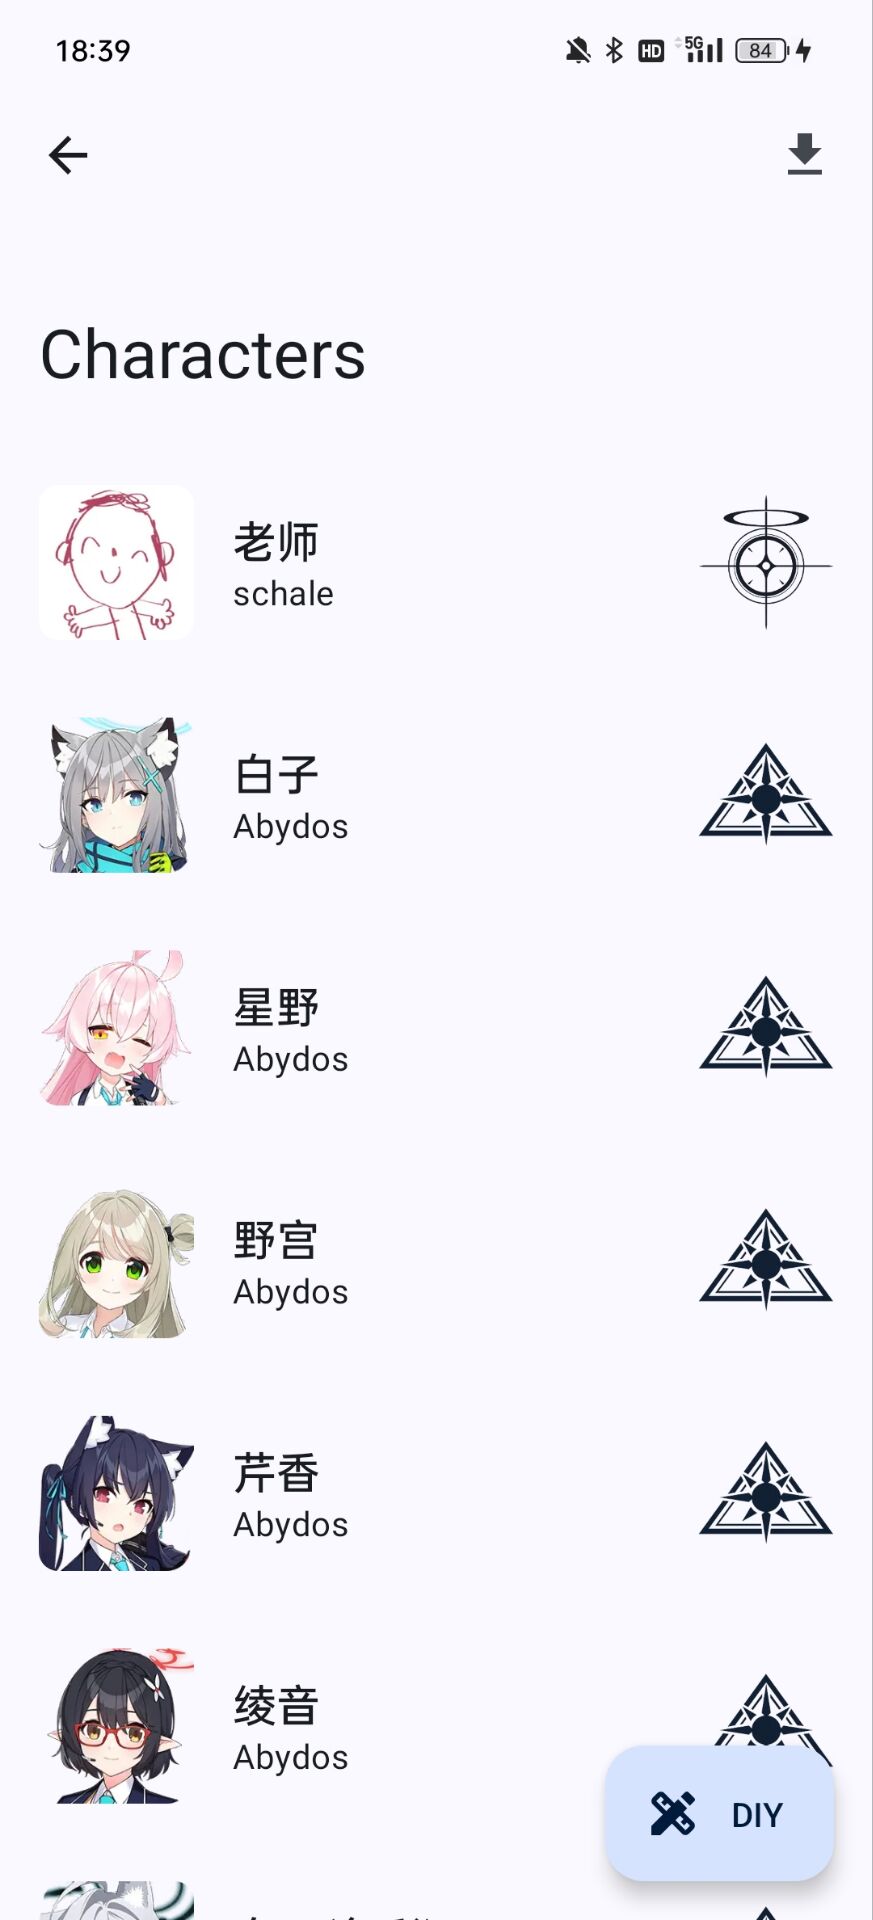 18:39
HD 5G 84
Characters
老师
schale
白子
Abydos
星野
Abydos
野宫
Abydos
芹香
Abydos
绫音
Abydos
DIY